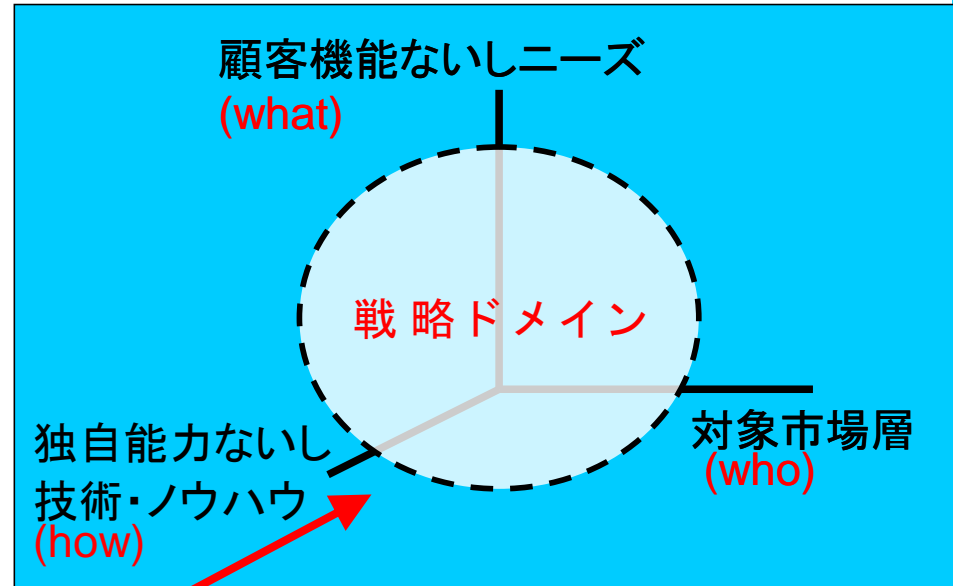 顧客機能ないしニーズ
(what)
戦略ドメイン
対象市場層
(who)
独自能力ないし
技術・ノウハウ
(how)